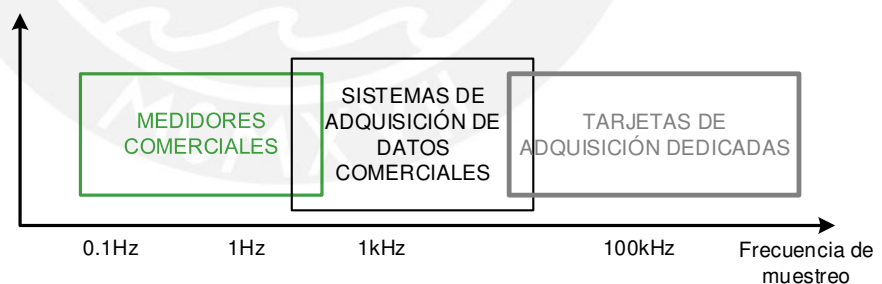 MEDIDORES
COMERCIALES
SISTEMAS DE
ADQUISICIÓN DE
DATOS
COMERCIALES
TARJETAS DE
ADQUISICIÓN DEDICADAS
0.1Hz
1Hz
1kHz
100kHz
Frecuencia de
muestreo